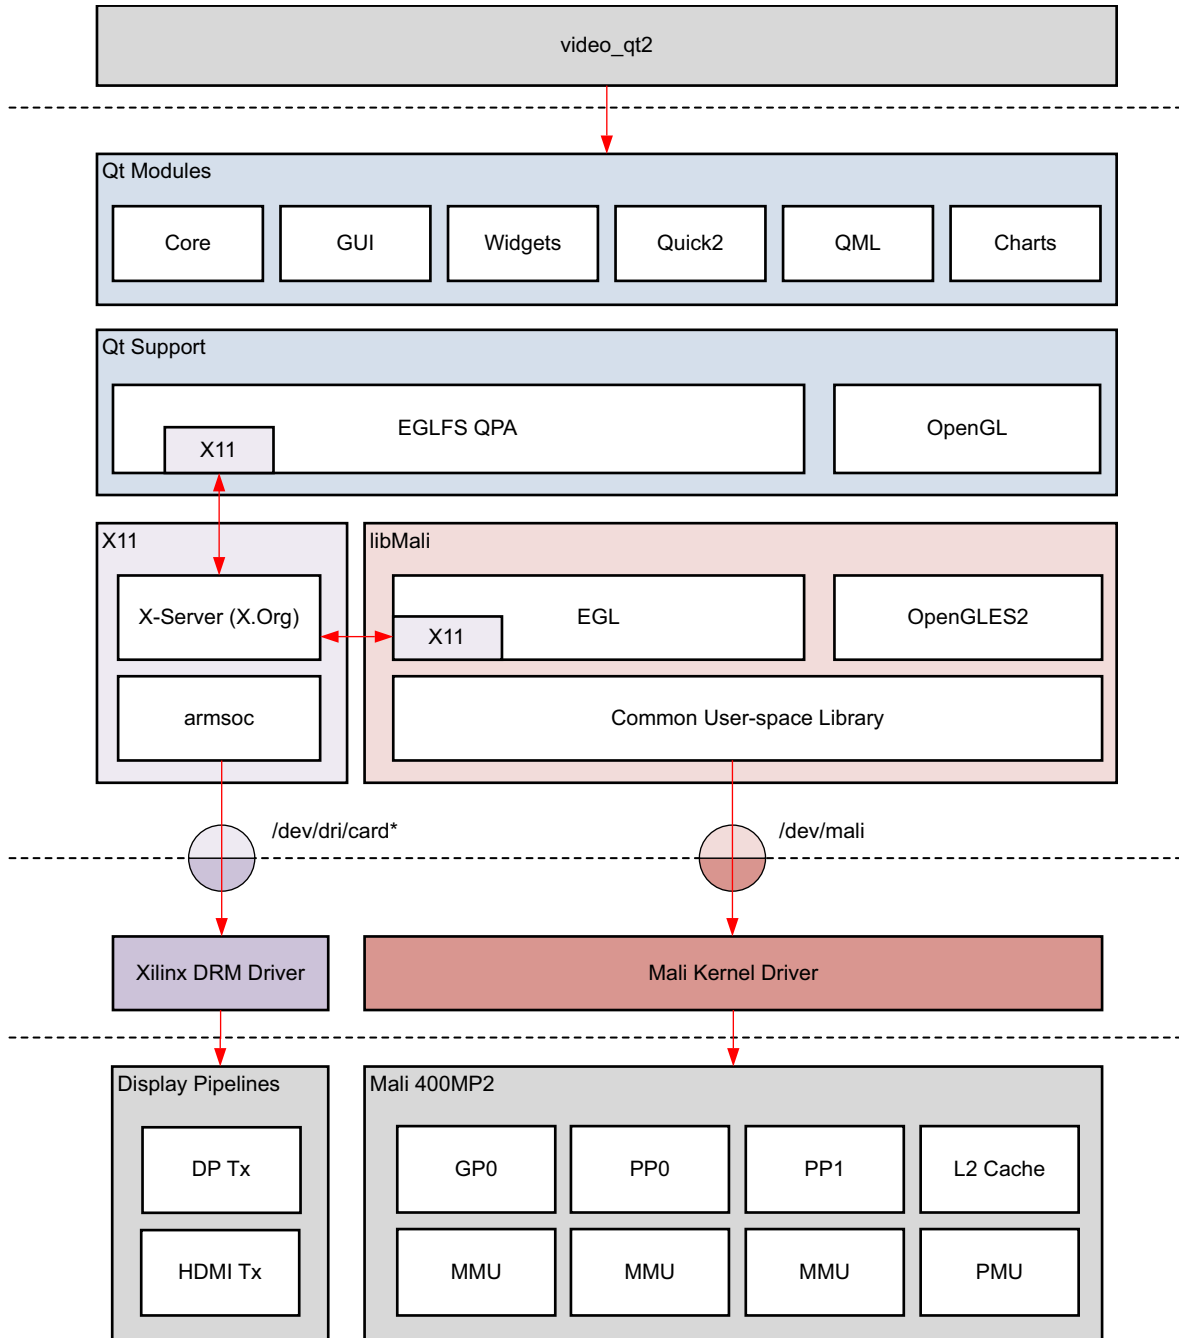 video_qt2
Qt Modules
Core
GUI
Widgets
Quick2
QML
Charts
Qt Support
EGLFS QPA
X11
OpenGL
X11
X-Server (X.Org)
armsoc
libMali
EGL
X11
OpenGLES2
Common User-space Library
/dev/dri/card*
/dev/mali
Xilinx DRM Driver
Mali Kernel Driver
Display Pipelines
DP Tx
HDMI Tx
Mali 400MP2
GP0
PP0
PP1
L2 Cache
MMU
MMU
MMU
PMU